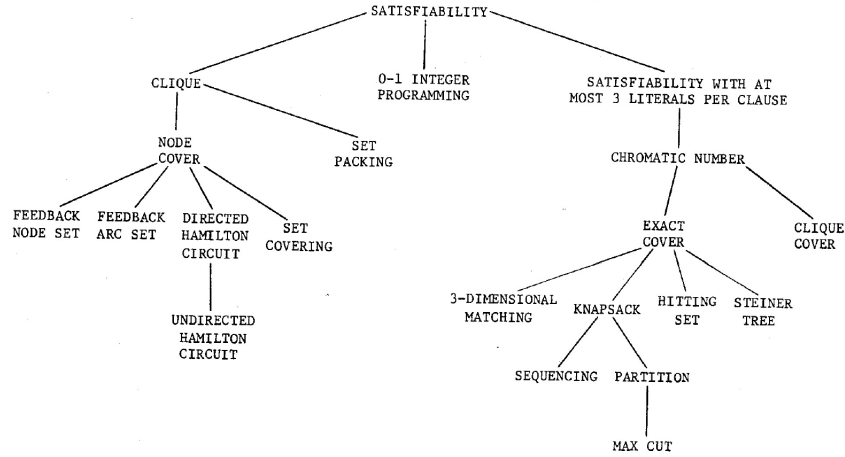 SATISFIABILITY
CLIQUE
0-1 INTEGER
PROGRAMMING
SATISFIABILITY WITH AT
MOST 3 LITERALS PER CLAUSE
NODE
COVER
SET
PACKING
CHROMATIC NUMBER
FEEDBACK
NODE SET
FEEDBACK
ARC SET
DIRECTED
HAMILTON
CIRCUIT
SET
COVERING
EXACT
COVER
CLIQUE
COVER
3-DIMENSIONAL
MATCHING
KNAPSACK
HITTING
SET
STEINER
TREE
UNDIRECTED
HAMILTON
CIRCUIT
SEQUENCING
PARTITION
MAX CUT